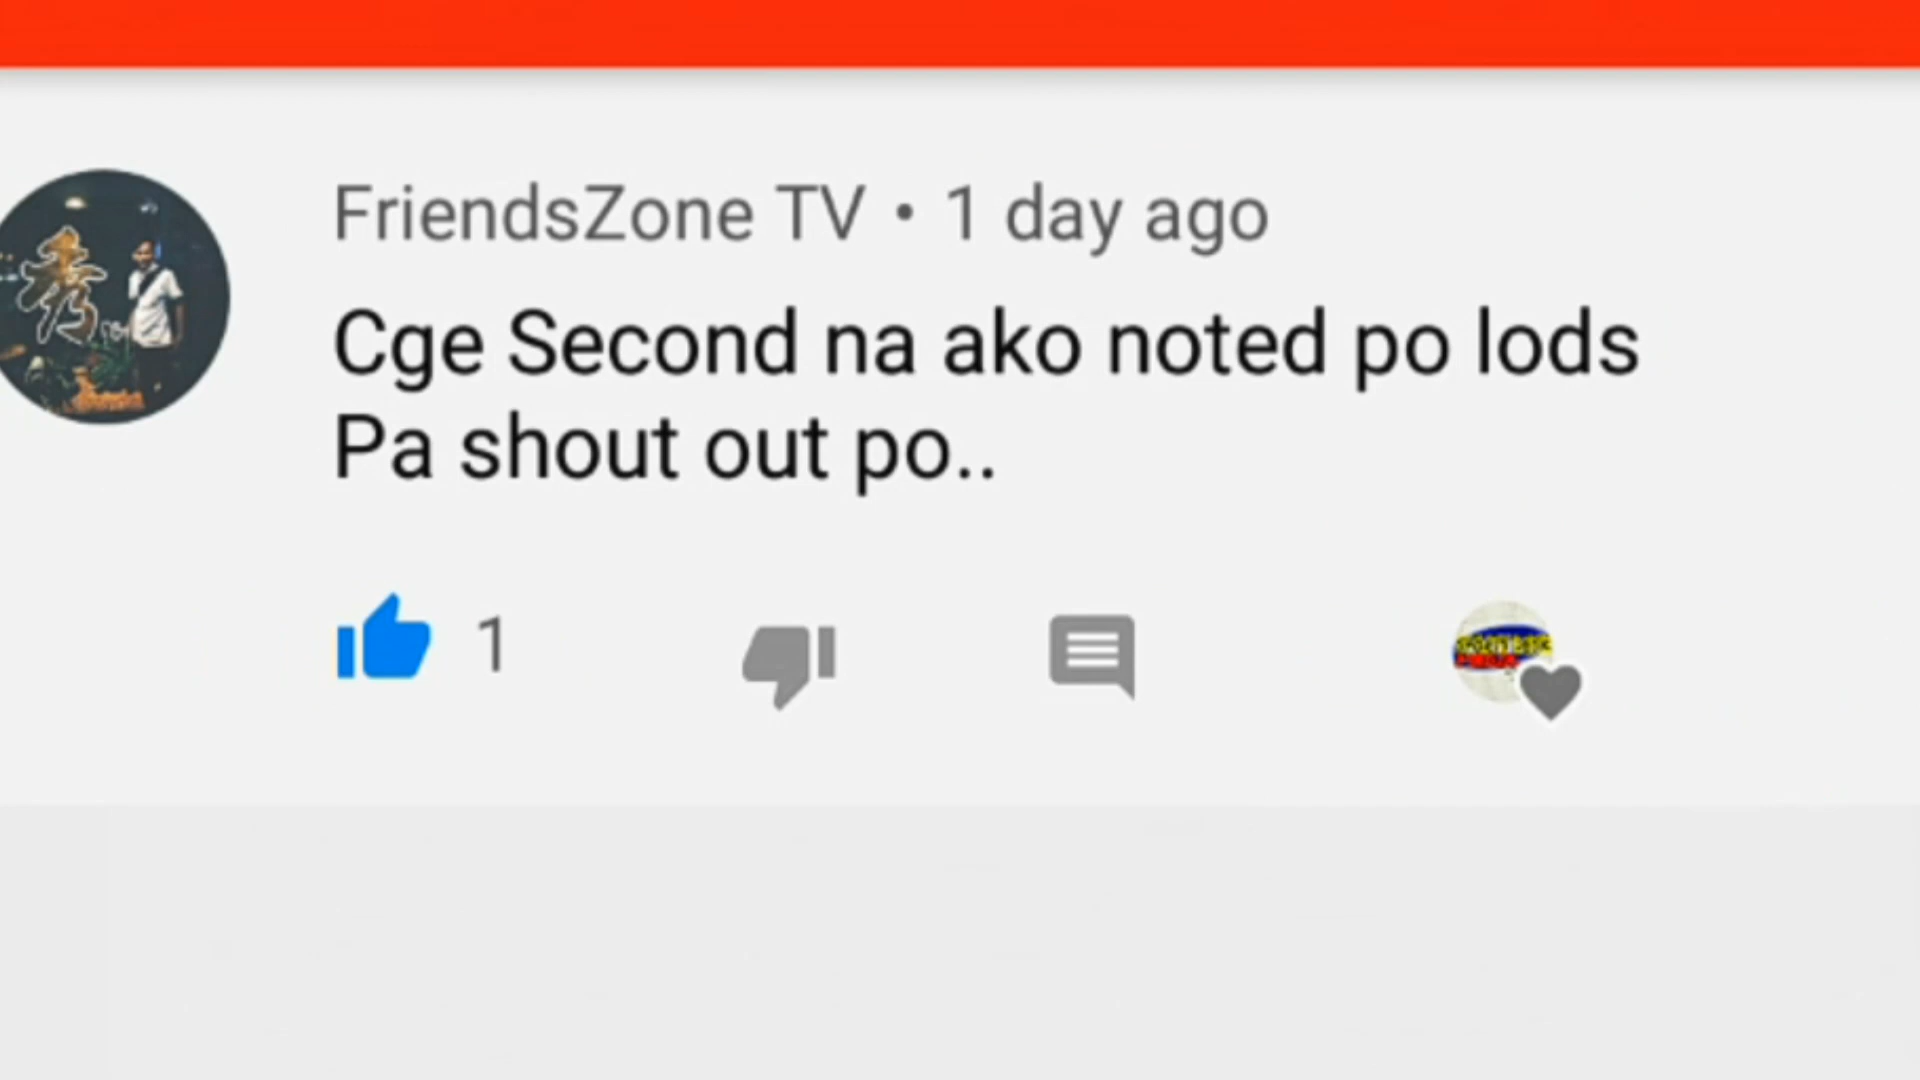 FriendsZone TV • 1 day ago
Cge Second na ako noted po lods
Pa shout out po..
1